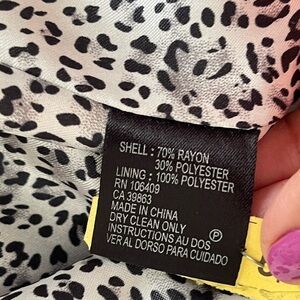 SHELL : 70% RAYON
30% POLYESTER
LINING : 100% POLYESTER
RN 106409
CA 39863
MADE IN CHINA
DRY CLEAN ONLY
INSTRUCTIONS AU DOS
VER AL DORSO PARA CUIDADO
P